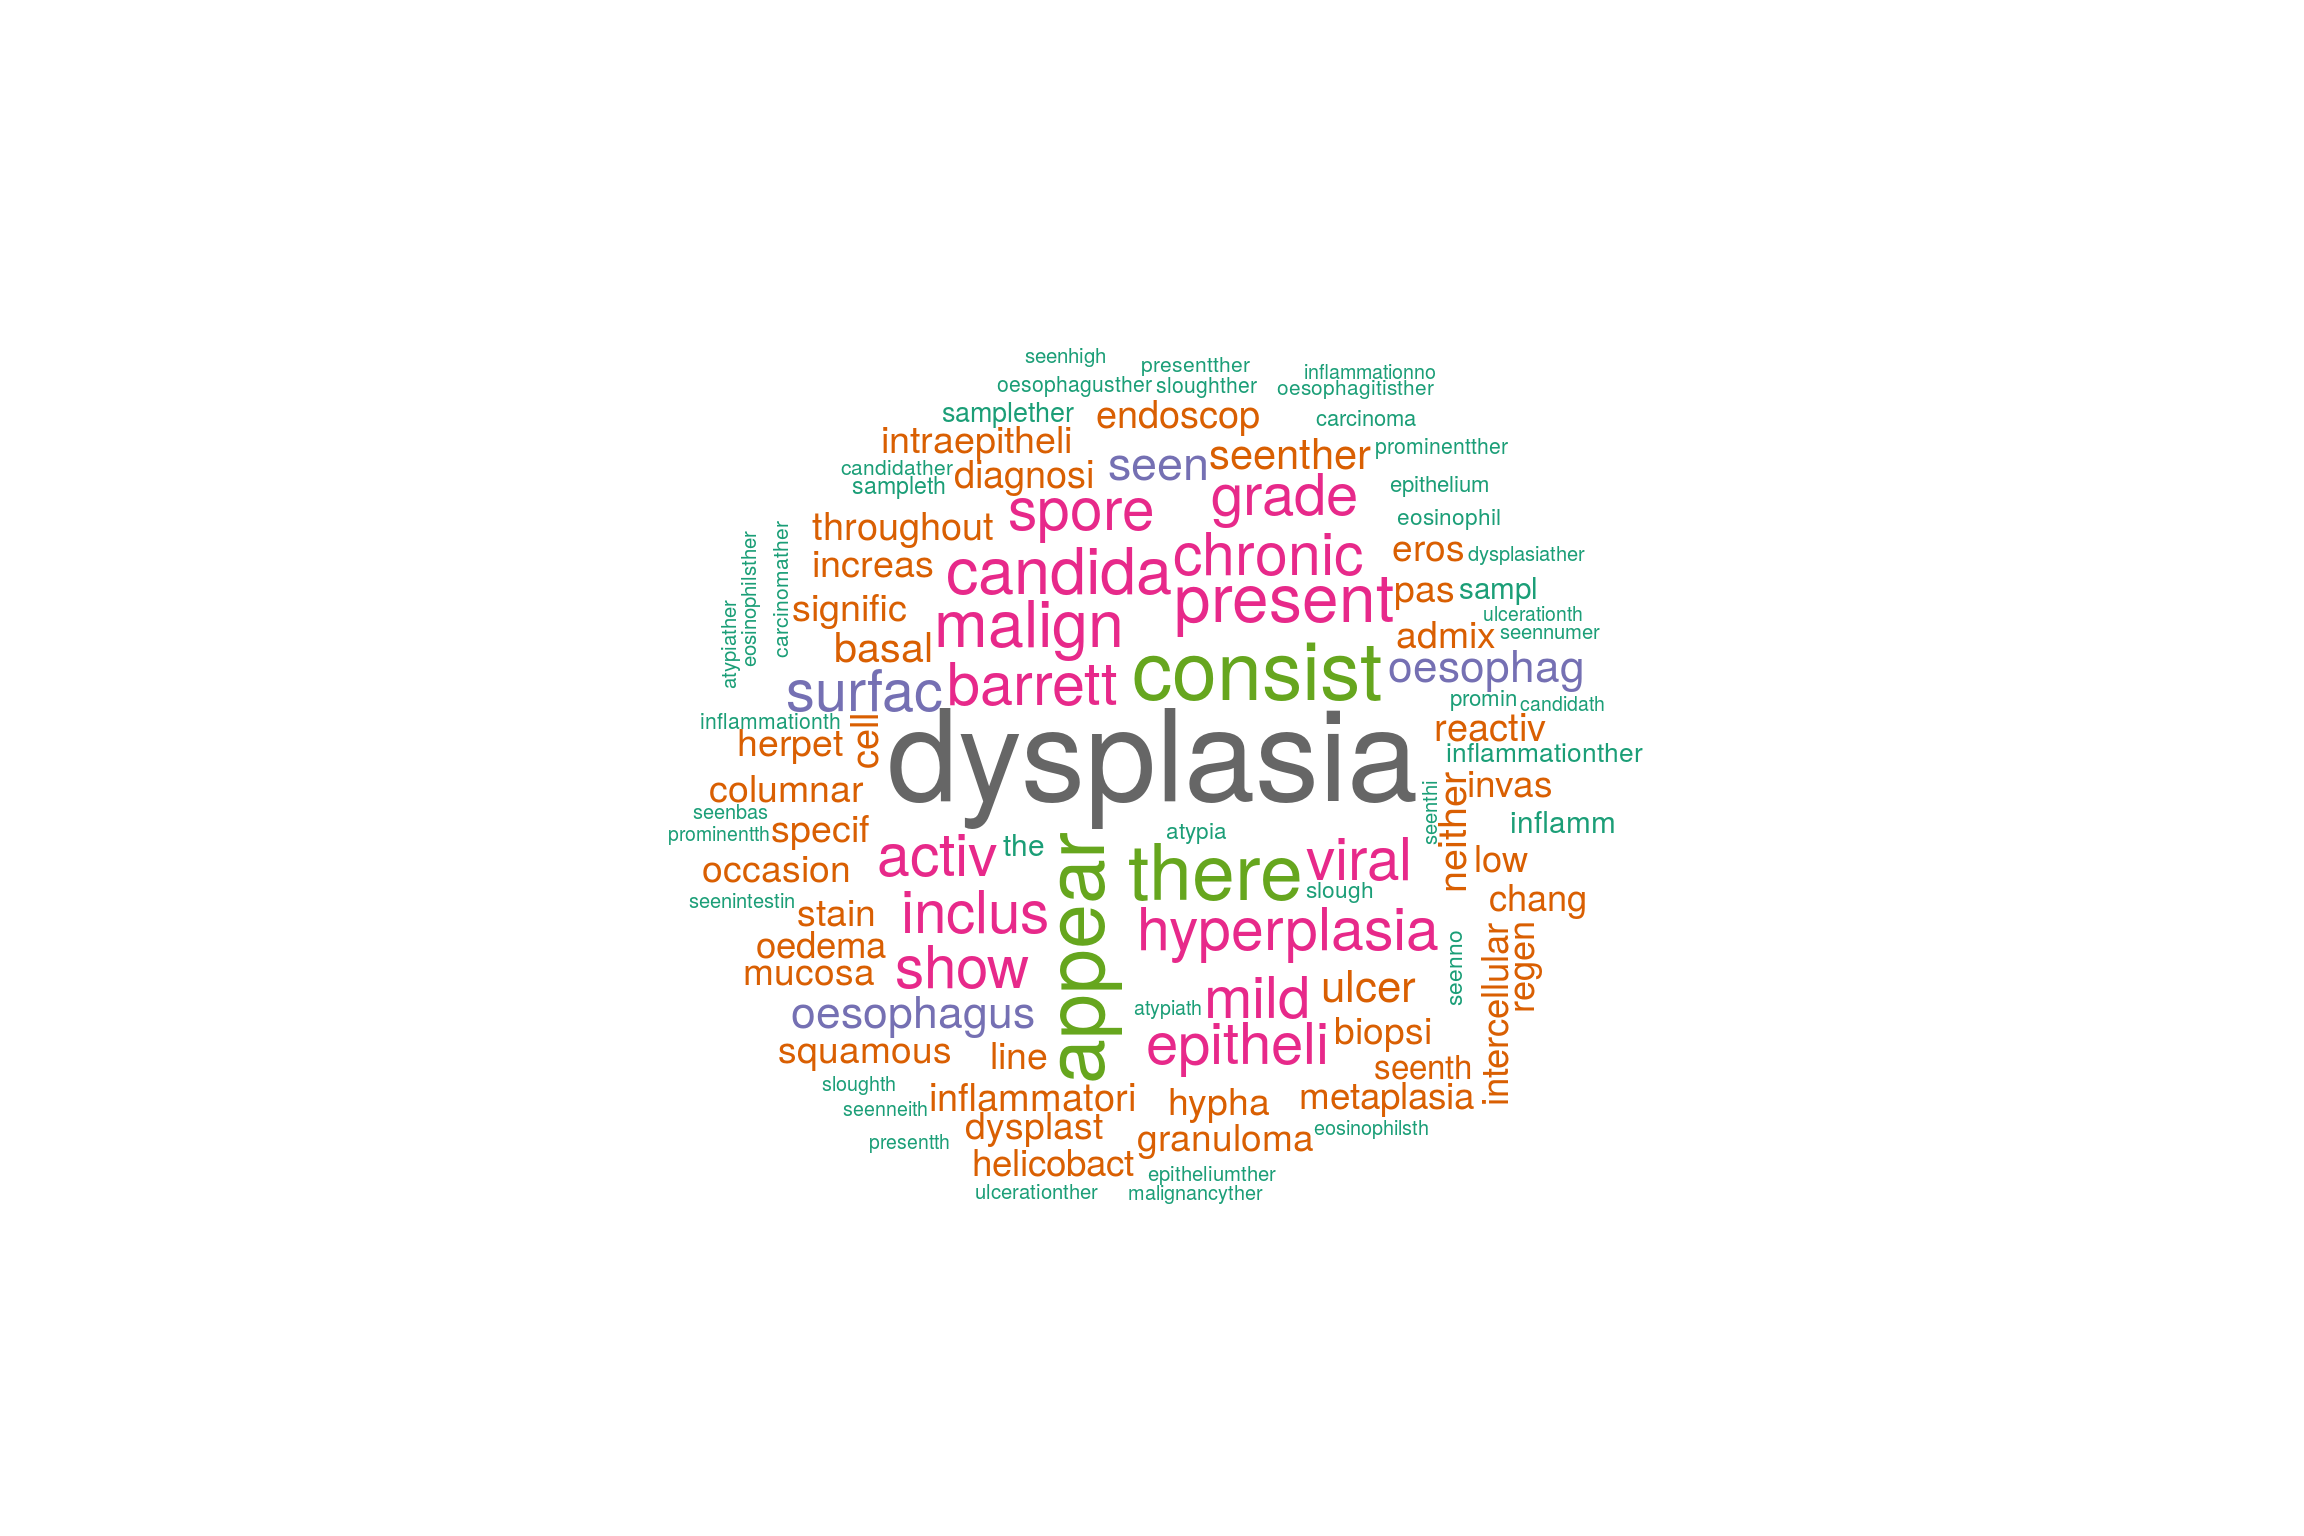 seenhigh
presentther
inflammationno
oesophagusther
sloughther
oesophagitisther
samplether
endoscop
carcinoma
intraepitheli
seen
seenther
prominentther
candidather
diagnosi
sampleth
spore
grade
epithelium
throughout
eosinophil
chronic
eros
dysplasiather
increas
candida
present
pas
sampl
eosinophilsther
carcinomather
atypiather
signific
malign
ulcerationth
admix
seennumer
basal
consist
oesophag
surfac
barrett
promin
candidath
inflammationth
cell
herpet
dysplasia
reactiv
inflammationther
columnar
invas
seenbas
seenthi
neither
prominentth
specif
atypia
inflamm
activ
the
appear
there
viral
low
occasion
slough
chang
seenintestin
stain
inclus
hyperplasia
oedema
seenno
intercellular
regen
mucosa
show
mild
ulcer
oesophagus
atypiath
biopsi
squamous
line
epitheli
seenth
sloughth
inflammatori
hypha
metaplasia
seenneith
dysplast
granuloma
eosinophilsth
presentth
helicobact
epitheliumther
ulcerationther
malignancyther